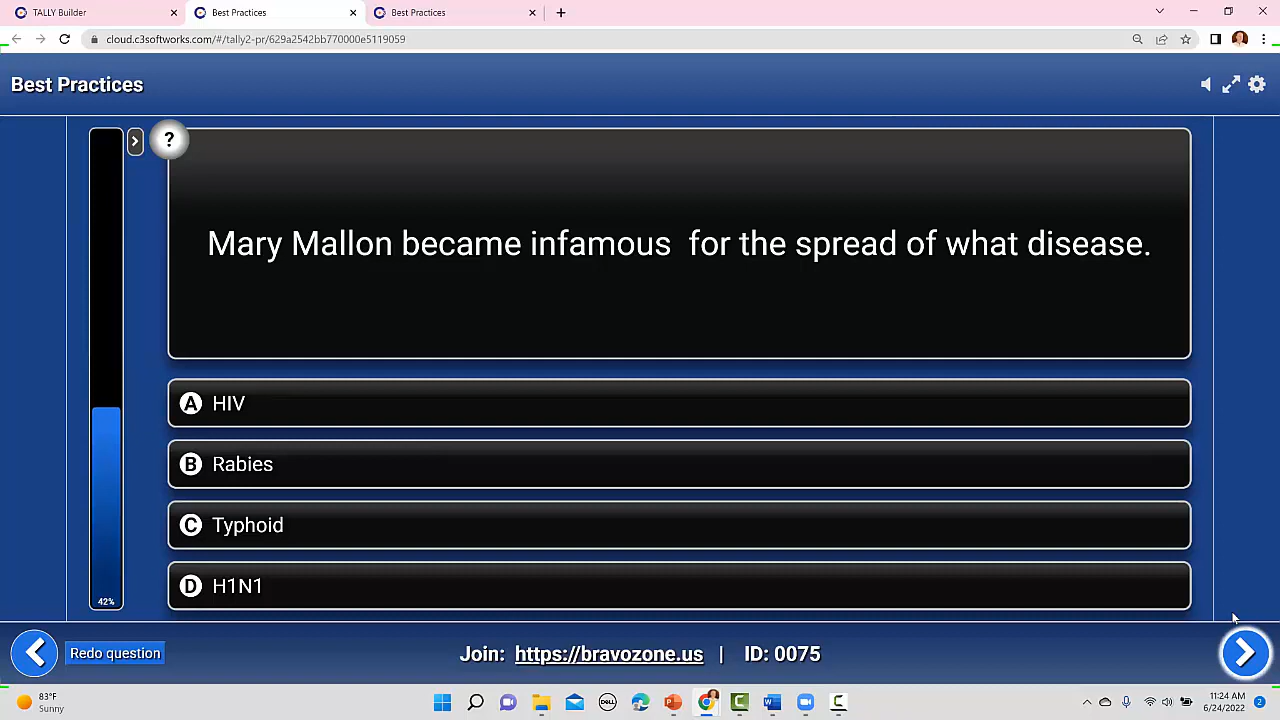 TALLY Builder
Best Practices
Best Practices
cloud.c3softworks.com/#/tally2-pr/629a2542bb770000e5119059
Best Practices
?
Mary Mallon became infamous  for the spread of what disease.
A HIV
B Rabies
C Typhoid
D H1N1
42%
Redo question
Join: https://bravozone.us | ID: 0075
83°F
Sunny
DELL
11:24 AM
6/24/2022
2